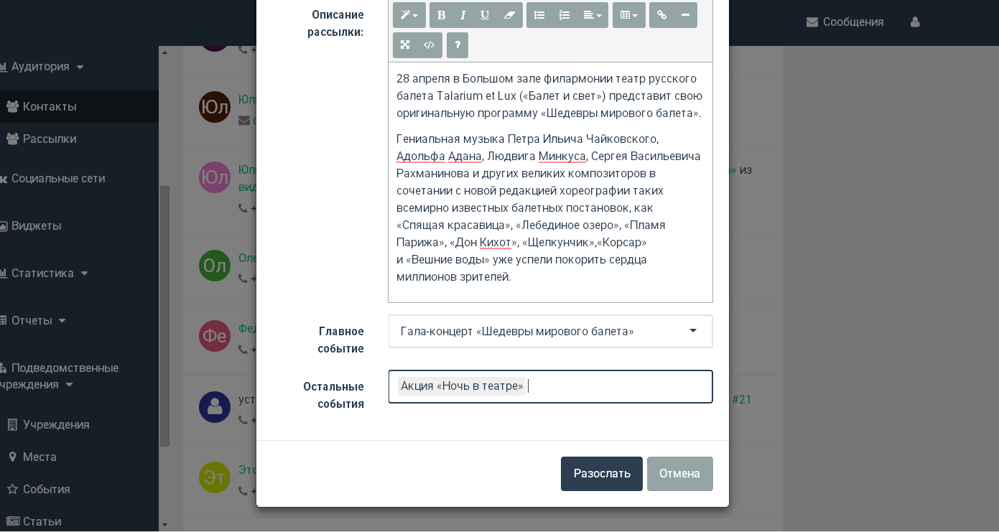 Сообщения
Аудитория
Контакты
Рассылки
Социальные сети
Виджеты
Статистика
Отчеты
Подведомственные
чреждения
Учреждения
Места
События
Статьи
Юл
Юл
Ол
Фе
Эт
Юл
Юл
вид
из
Оле
Фед
уст
#21
Это
Описание
рассылки:
B I U
?
28 апреля в Большом зале филармонии театр русского
балета Talarium et Lux («Балет и свет») представит свою
оригинальную программу «Шедевры мирового балета».
Гениальная музыка Петра Ильича Чайковского,
Адольфа Адана, Людвига Минкуса, Сергея Васильевича
Рахманинова и других великих композиторов в
сочетании с новой редакцией хореографии таких
всемирно известных балетных постановок, как
«Спящая красавица», «Лебединое озеро», «Пламя
Парижа», «Дон Кихот», «Щелкунчик»,«Корсар»
и «Вешние воды» уже успели покорить сердца
миллионов зрителей.
Главное
событие
Гала-концерт «Шедевры мирового балета»
Остальные
события
Акция «Ночь в театре»
Разослать
Отмена